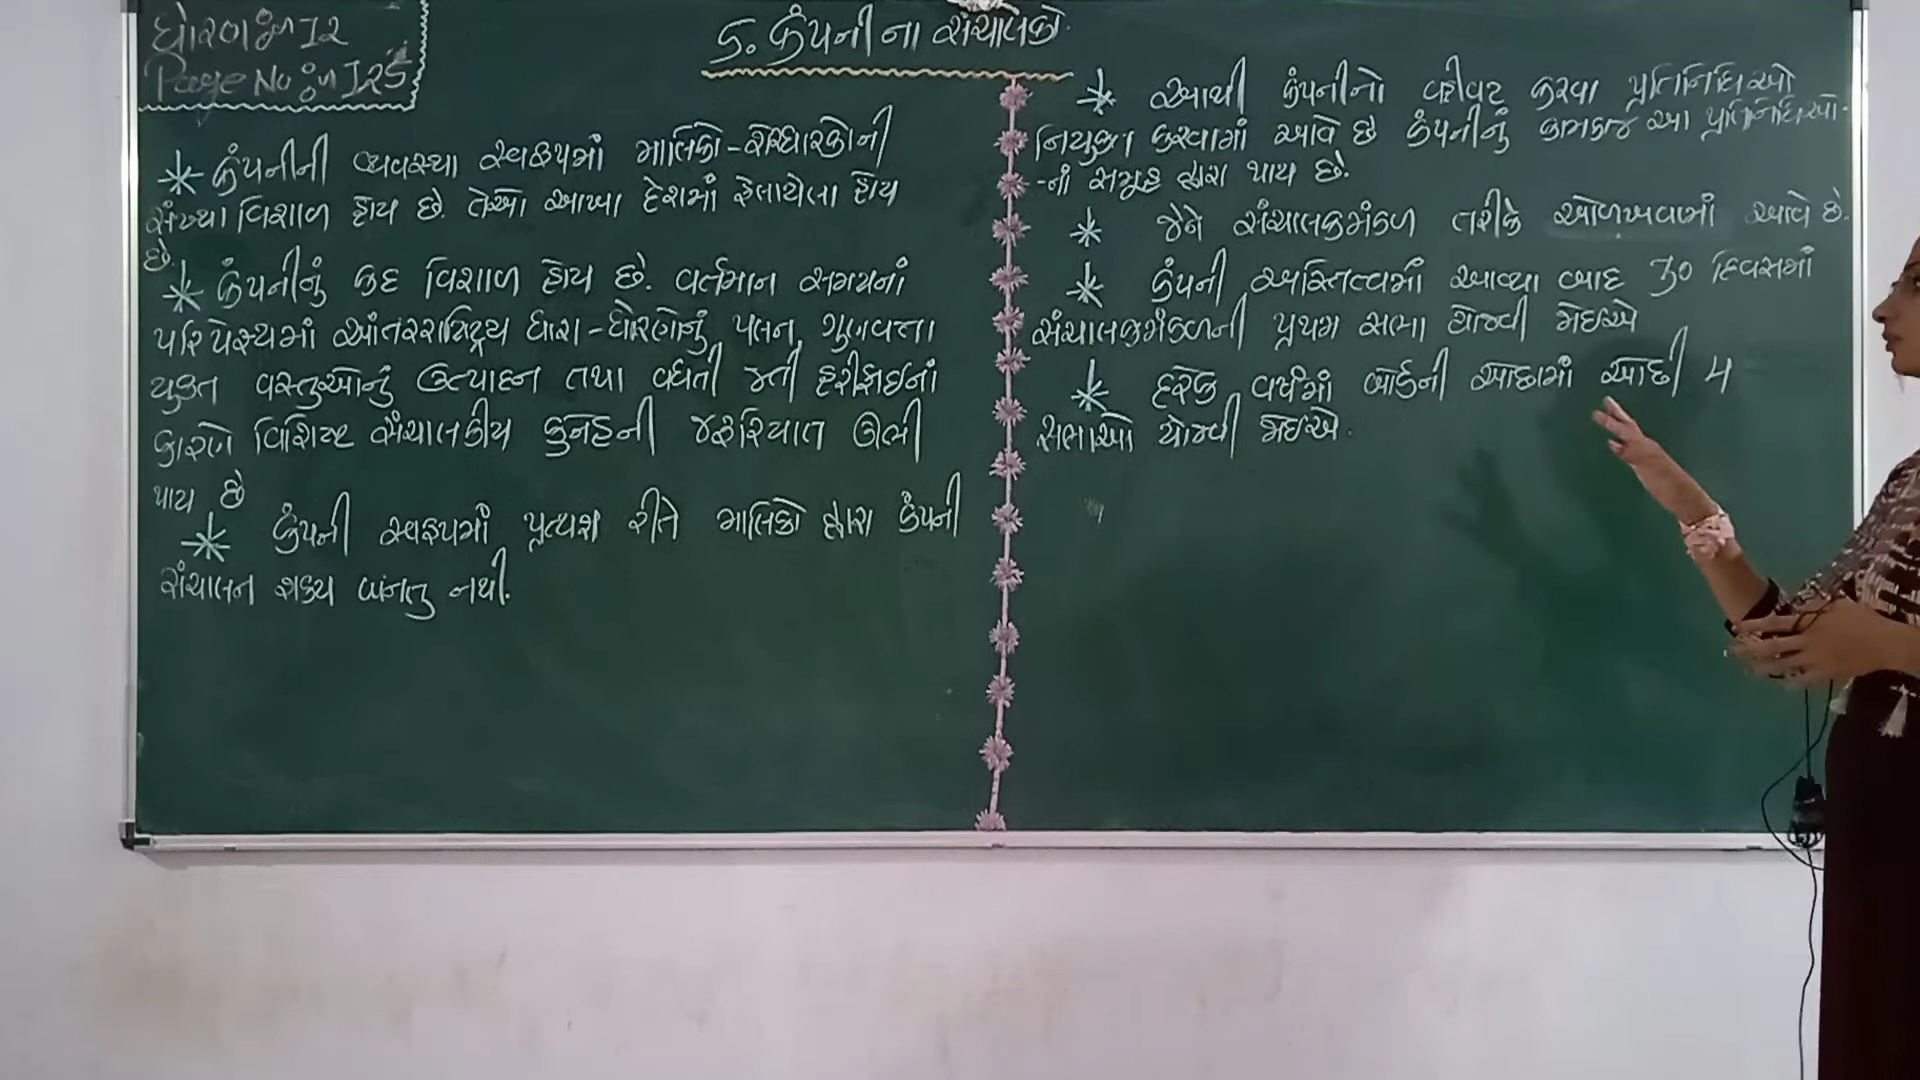 ધોરણ ઃ 12
Page No ઃ 125
5. કંપનીના સંચાલકો
* કંપનીની વ્યવસ્થા સ્વરૂપમાં માલિકો-શેરધારકોની
સંખ્યા વિશાળ હોય છે. તેઓ આખા દેશમાં ફેલાયેલા હોય
છે.
* કંપનીનું કદ વિશાળ હોય છે. વર્તમાન સમયનાં
પરિપેક્ષ્યમાં આંતરરાષ્ટ્રિય ધારા-ધોરણોનું પાલન, ગુણવત્તા
યુક્ત વસ્તુઓનું ઉત્પાદન તથા વધતી જતી હરીફાઇનાં
કારણે વિશિષ્ટ સંચાલકીય કુનેહની જરૂરિયાત ઊભી
થાય છે
* કંપની સ્વરૂપમાં પ્રત્યક્ષ રીતે માલિકો દ્વારા કંપની
સંચાલન શક્ય બનતુ નથી.
* આથી કંપનીનો વહીવટ કરવા પ્રતિનિધિઓ
નિયુક્ત કરવામાં આવે છે કંપનીનું કામકાજ આ પ્રતિનિધિઓ-
-નાં સમૂહ દ્વારા થાય છે.
* જેને સંચાલકમંડળ તરીકે ઓળખવામાં આવે છે.
* કંપની અસ્તિત્વમાં આવ્યા બાદ 30 દિવસમાં
સંચાલકમંડળની પ્રથમ સભા યોજવી જોઇએ
* દરેક વર્ષમાં બોર્ડની ઓછામાં ઓછી 4
સભાઓ યોજવી જોઇએ.